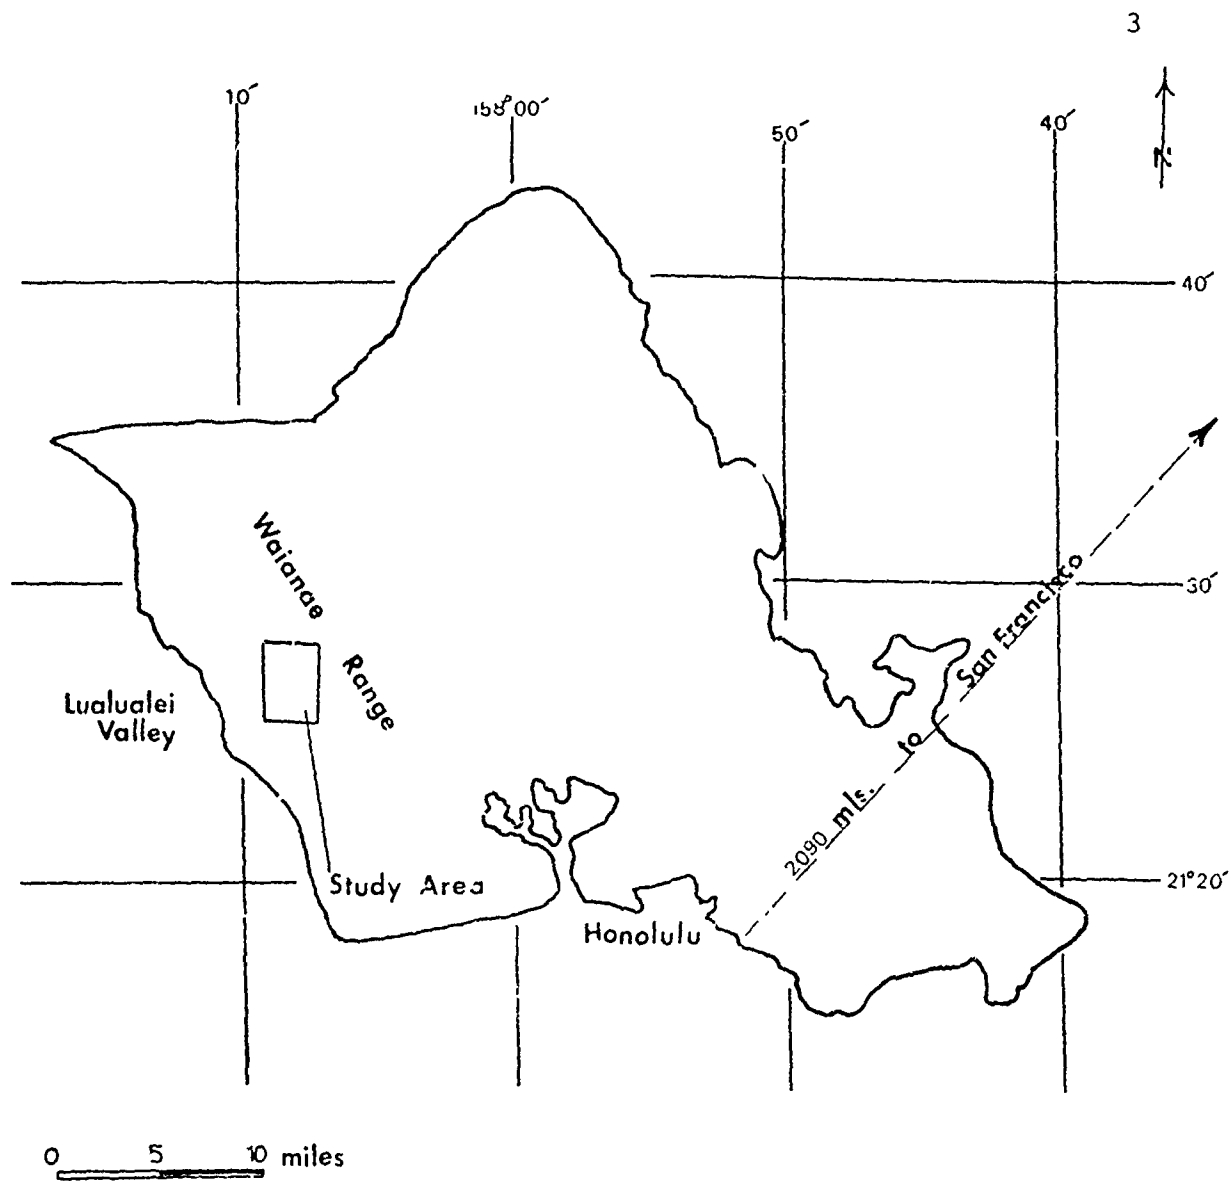 3
10′
158°00′
50′
40′
N
40′
Waianae
Range
30′
Lualualei
Valley
2090 mls. to San Francisco
Study Area
21°20′
Honolulu
0 5 10 miles